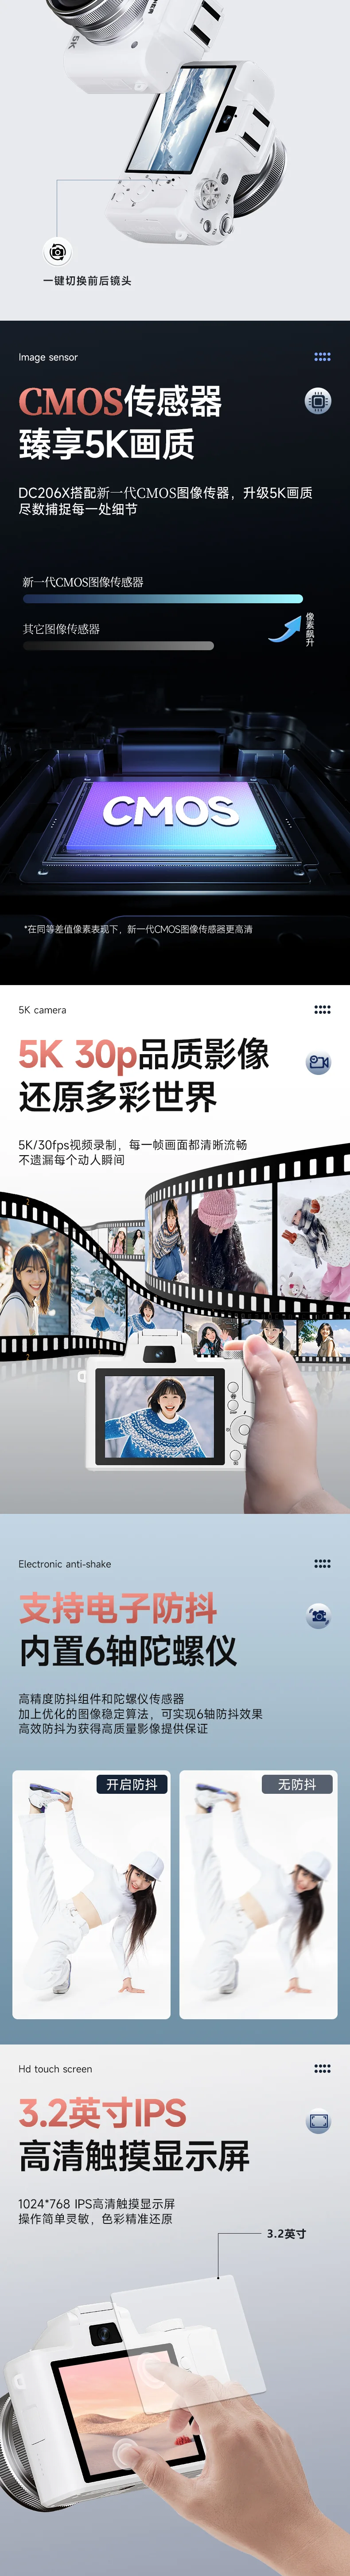 5K
一键切换前后镜头
Image sensor
CMOS传感器
臻享5K画质
DC206X搭配新一代CMOS图像传器，升级5K画质
尽数捕捉每一处细节
新一代CMOS图像传感器
其它图像传感器
像素飙升
CMOS
*在同等差值像素表现下，新一代CMOS图像传感器更高清
5K camera
5K 30p品质影像
还原多彩世界
5K/30fps视频录制，每一帧画面都清晰流畅
不遗漏每个动人瞬间
Electronic anti-shake
支持电子防抖
内置6轴陀螺仪
高精度防抖组件和陀螺仪传感器
加上优化的图像稳定算法，可实现6轴防抖效果
高效防抖为获得高质量影像提供保证
开启防抖
无防抖
Hd touch screen
3.2英寸IPS
高清触摸显示屏
1024*768 IPS高清触摸显示屏
操作简单灵敏，色彩精准还原
3.2英寸